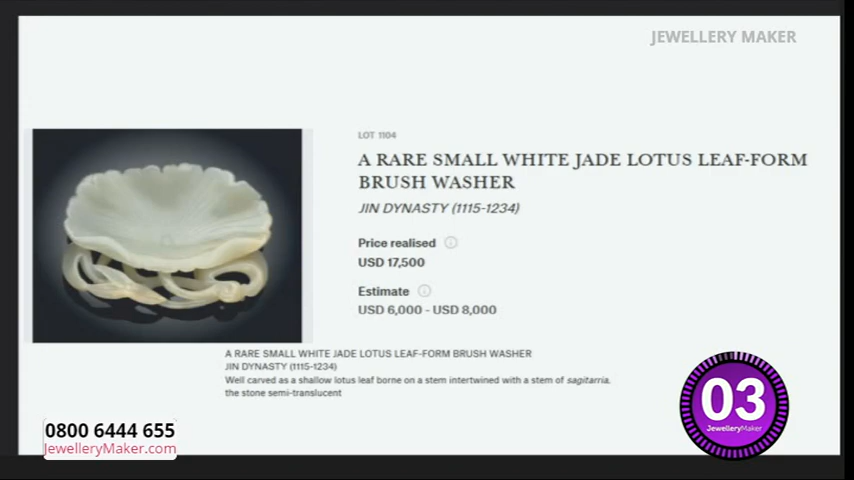 JEWELLERY MAKER
LOT 1104
A RARE SMALL WHITE JADE LOTUS LEAF-FORM
BRUSH WASHER
JIN DYNASTY (1115-1234)
Price realised
USD 17,500
Estimate
USD 6,000 - USD 8,000
A RARE SMALL WHITE JADE LOTUS LEAF-FORM BRUSH WASHER
JIN DYNASTY (1115-1234)
Well carved as a shallow lotus leaf borne on a stem intertwined with a stem of sagitarria,
the stone semi-translucent
03
JewelleryMaker
0800 6444 655
JewelleryMaker.com